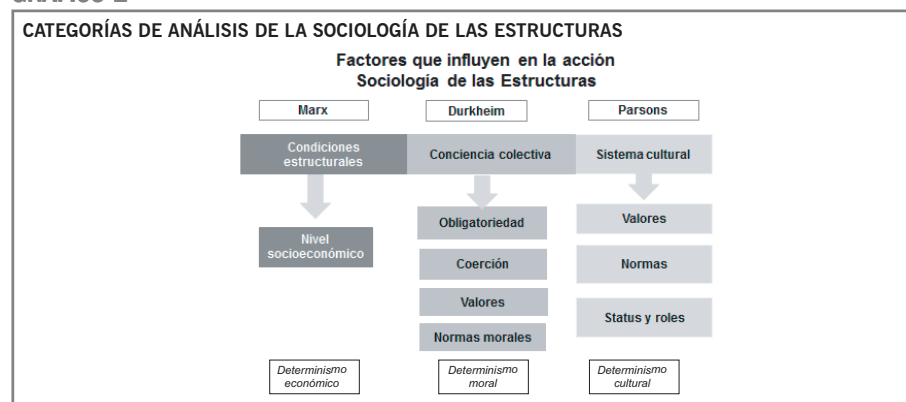 CATEGORÍAS DE ANÁLISIS DE LA SOCIOLOGÍA DE LAS ESTRUCTURAS
Factores que influyen en la acción
Sociología de las Estructuras
Marx
Durkheim
Parsons
Condiciones
estructurales
Conciencia colectiva
Sistema cultural
Nivel
socioeconómico
Obligatoriedad
Coerción
Valores
Normas morales
Valores
Normas
Status y roles
Determinismo
económico
Determinismo
moral
Determinismo
cultural